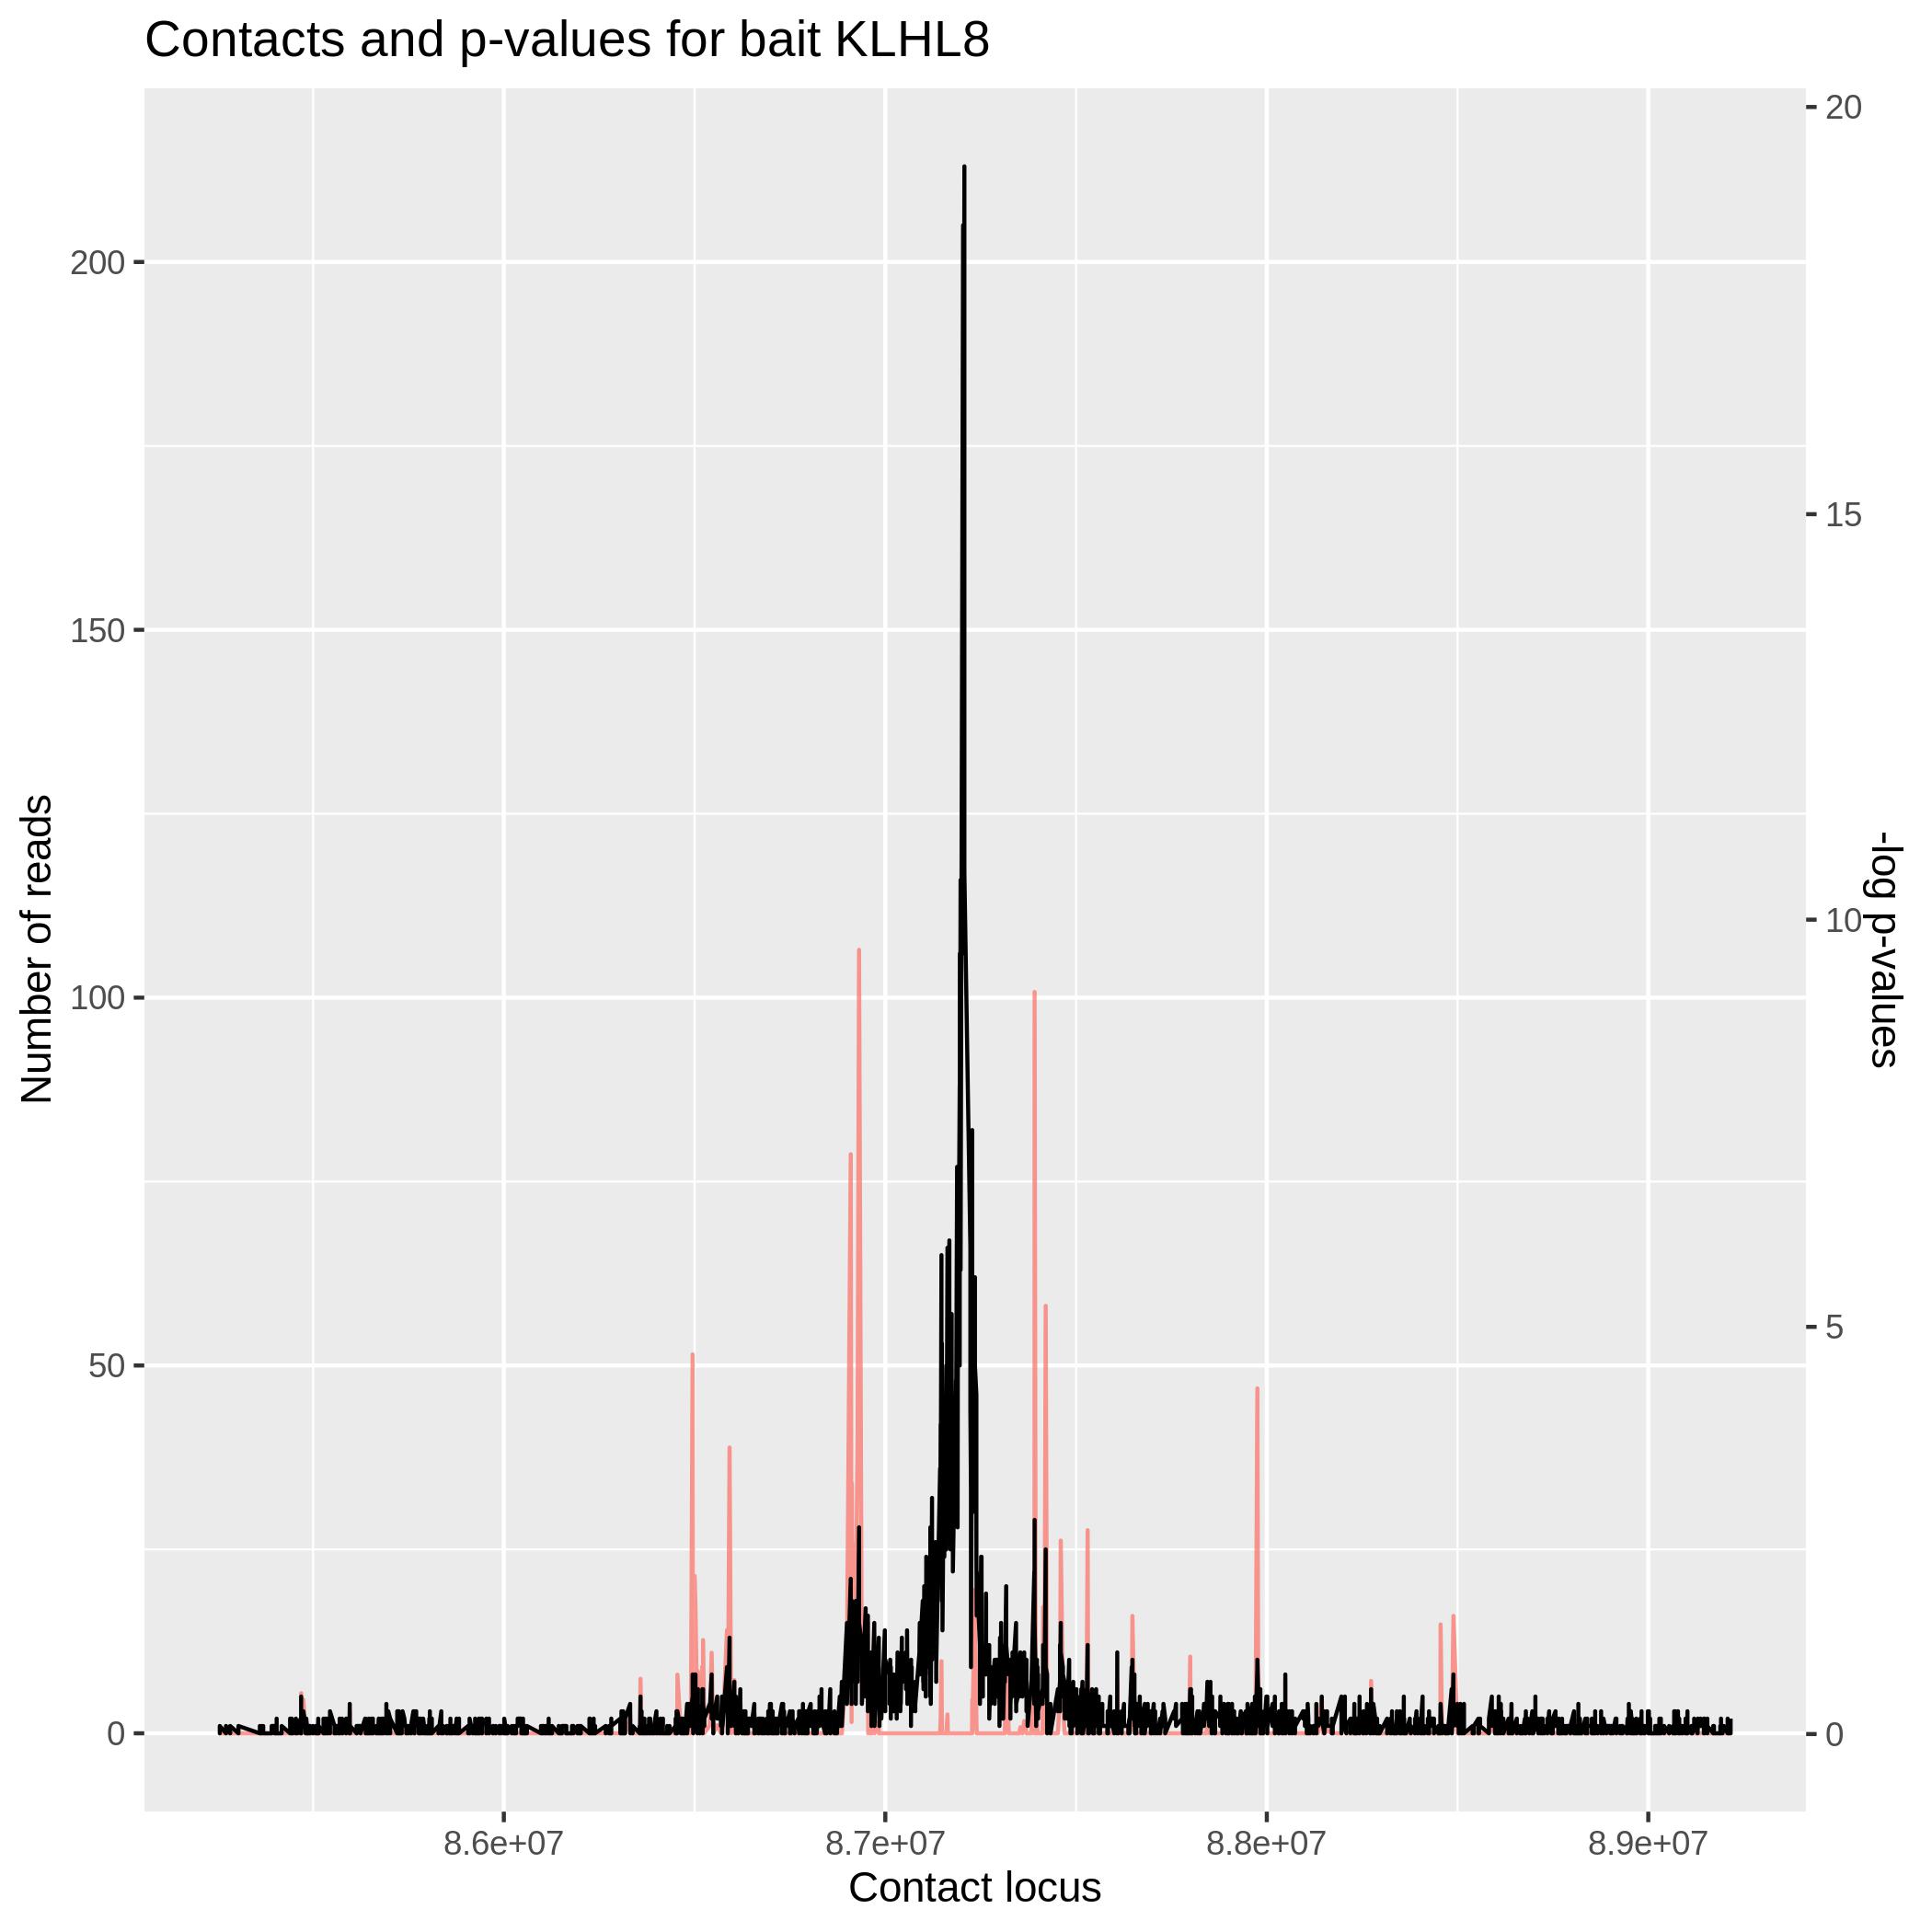 Contacts and p-values for bait KLHL8
Number of reads
200
150
100
50
0
20
15
10
5
0
-log p-values
8.6e+07 8.7e+07 8.8e+07 8.9e+07
Contact locus